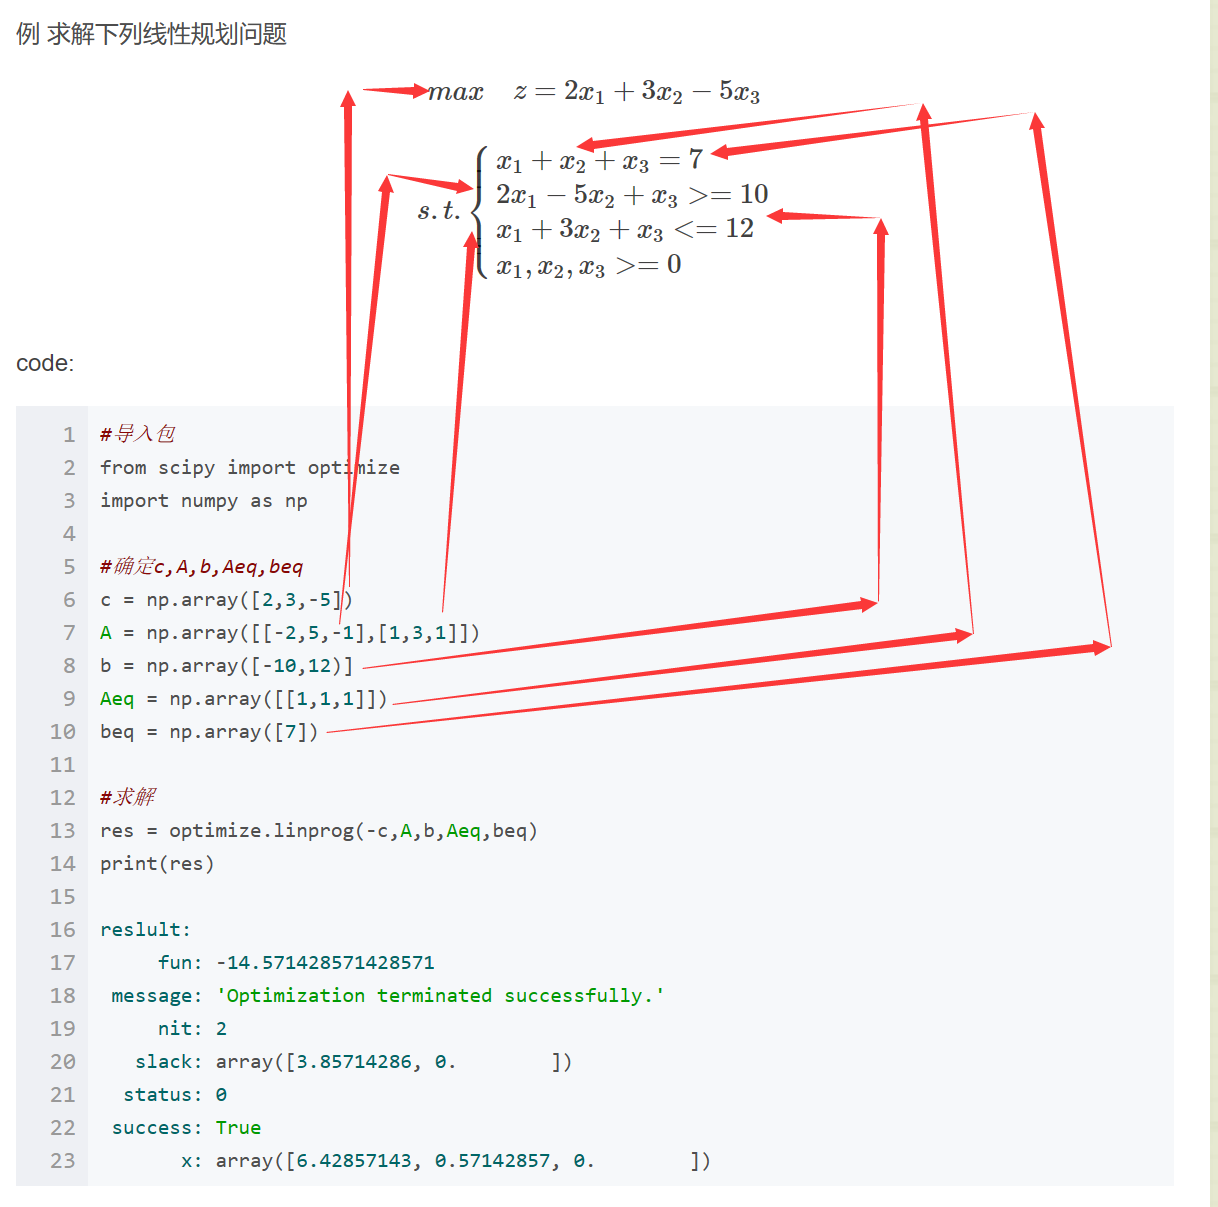 例 求解下列线性规划问题
max z = 2x₁ + 3x₂ − 5x₃
x₁ + x₂ + x₃ = 7
2x₁ − 5x₂ + x₃ >= 10
s.t.
x₁ + 3x₂ + x₃ <= 12
x₁, x₂, x₃ >= 0
code:
1 #导入包
2 from scipy import optimize
3 import numpy as np
4
5 #确定c,A,b,Aeq,beq
6 c = np.array([2,3,-5])
7 A = np.array([[-2,5,-1],[1,3,1]])
8 b = np.array([-10,12)]
9 Aeq = np.array([[1,1,1]])
10 beq = np.array([7])
11
12 #求解
13 res = optimize.linprog(-c,A,b,Aeq,beq)
14 print(res)
15
16 reslult:
17 fun: -14.571428571428571
18 message: 'Optimization terminated successfully.'
19 nit: 2
20 slack: array([3.85714286, 0. ])
21 status: 0
22 success: True
23 x: array([6.42857143, 0.57142857, 0. ])